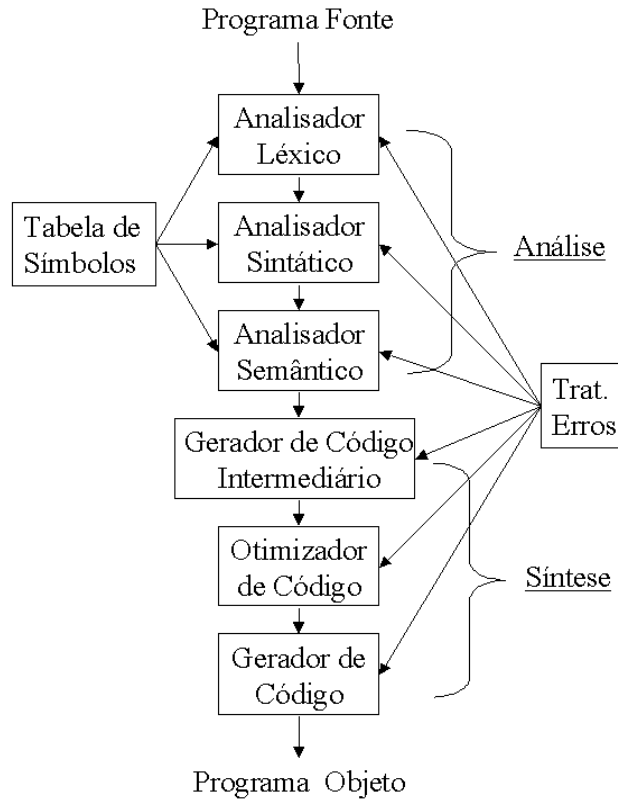 Programa Fonte
Analisador
Léxico
Tabela de
Símbolos
Analisador
Sintático
Análise
Analisador
Semântico
Trat.
Erros
Gerador de Código
Intermediário
Otimizador
de Código
Síntese
Gerador de
Código
Programa Objeto